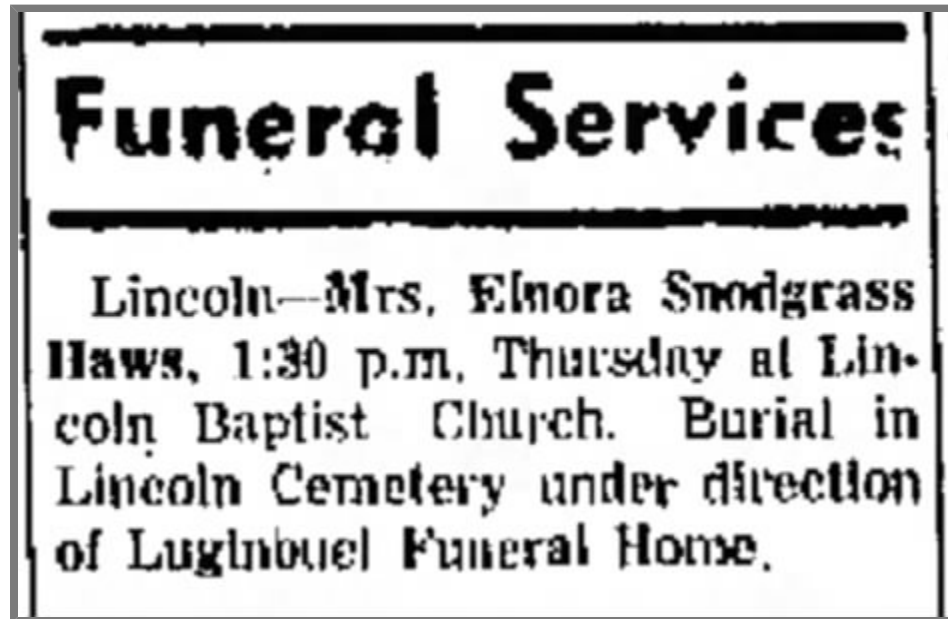 Funeral Services
Lincoln—Mrs. Elnora Snodgrass
Haws, 1:30 p.m. Thursday at Lin-
coln Baptist Church. Burial in
Lincoln Cemetery under direction
of Luginbuel Funeral Home.